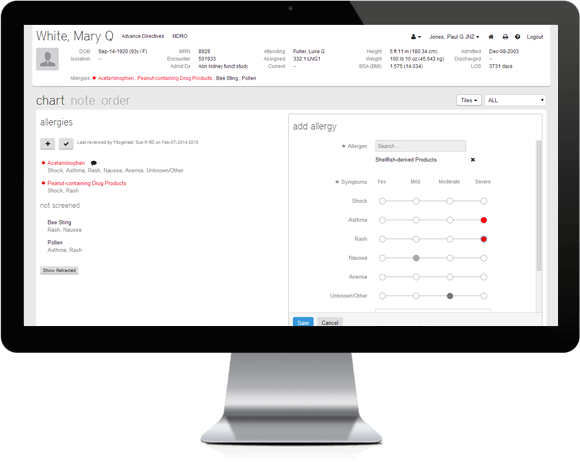 White, Mary Q Advance Directives MDRO Jones, Paul G JNZ Logout
DOB Sep-14-1920 (93y / F) MRN 8929 Attending Fuller, Luke G Height 5 ft 11 in (180.34 cm) Admitted Dec-08-2003
Isolation – Encounter 501933 Assigned 332 1 LNG1 Weight 100 lb 10 oz (45.643 kg) Discharged –
Admit Dx Abn kidney funct study Current – BSA (BMI) 1.575 (14.034) LOS 3731 days
Allergies Acetaminophen , Peanut-containing Drug Products , Bee Sting , Pollen
chart note order Tiles ALL
allergies
Last reviewed by Fitzgerald, Sue R RD on Feb-07-2014 0210
Acetaminophen
Shock, Asthma, Rash, Nausea, Anemia, Unknown/Other
Peanut-containing Drug Products
Shock, Rash
not screened
Bee Sting
Rash, Nausea
Pollen
Asthma, Rash
Show Retracted
add allergy
* Allergen Search ...
Shellfish-derived Products
* Symptoms Yes Mild Moderate Severe
Shock
Asthma
Rash
Nausea
Anemia
Unknown/Other
Save Cancel